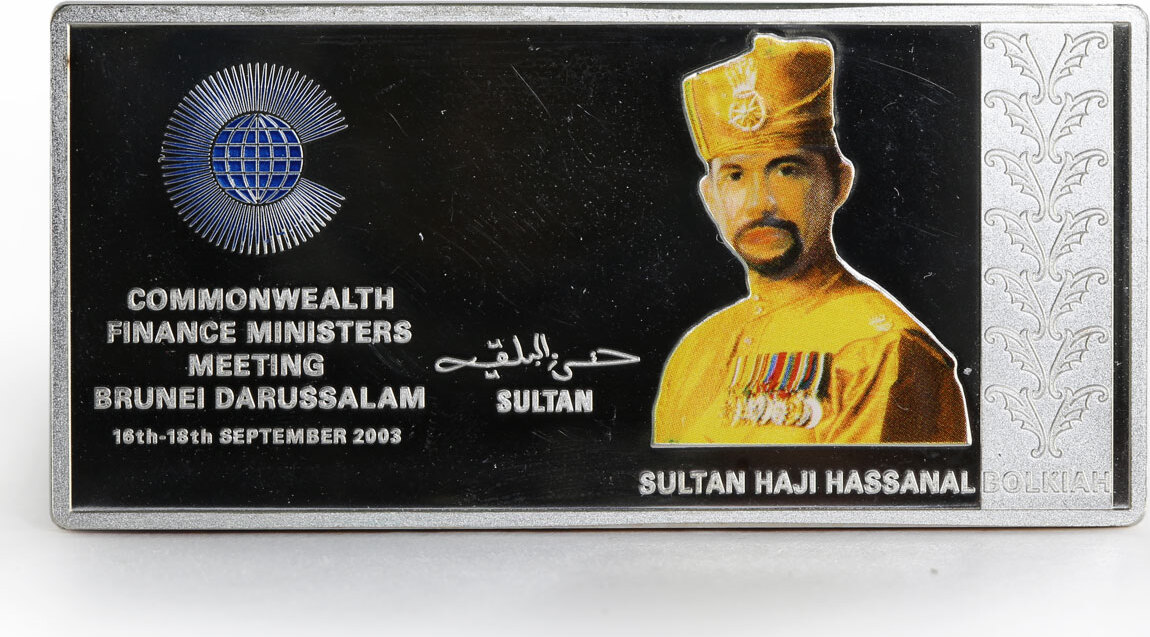 COMMONWEALTH
FINANCE MINISTERS
MEETING
BRUNEI DARUSSALAM
16th-18th SEPTEMBER 2003
حسن البلقيه
SULTAN
SULTAN HAJI HASSANAL BOLKIAH